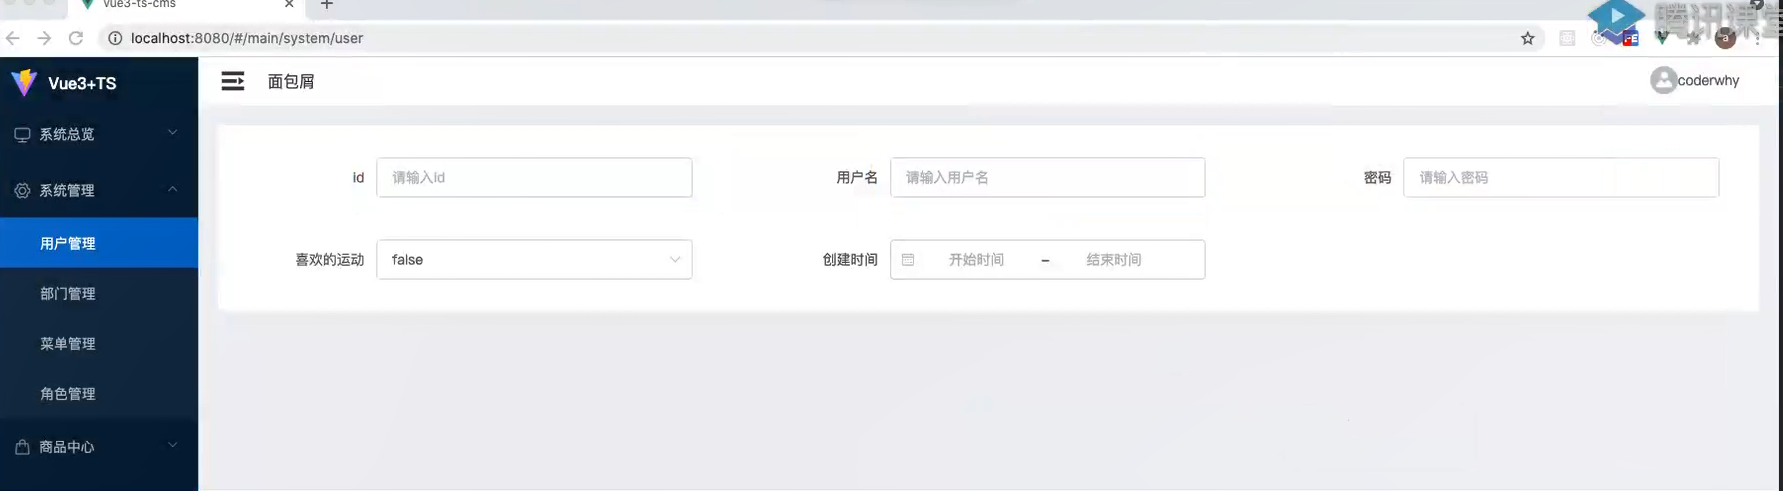 vue3-ts-cms
localhost:8080/#/main/system/user
腾讯课堂
FE
a
Vue3+TS
面包屑
coderwhy
系统总览
系统管理
用户管理
部门管理
菜单管理
角色管理
商品中心
id 请输入id
用户名 请输入用户名
密码 请输入密码
喜欢的运动 false
创建时间 开始时间 - 结束时间